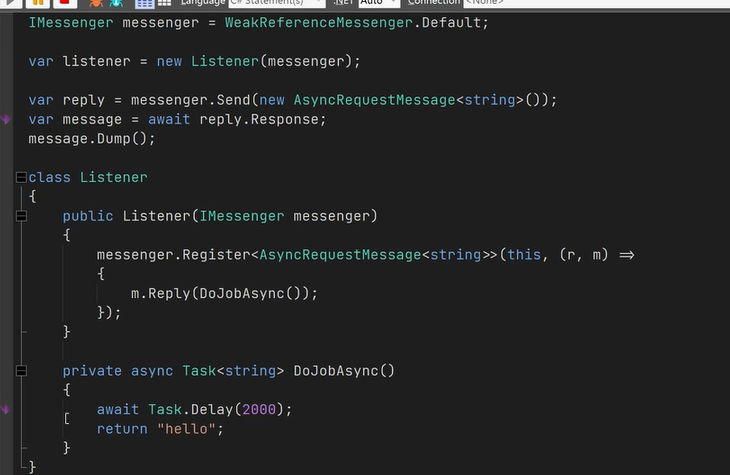 Language C# Statement(s) .NET Auto Connection <None>
IMessenger messenger = WeakReferenceMessenger.Default;
var listener = new Listener(messenger);
var reply = messenger.Send(new AsyncRequestMessage<string>());
var message = await reply.Response;
message.Dump();
class Listener
{
public Listener(IMessenger messenger)
{
messenger.Register<AsyncRequestMessage<string>>(this, (r, m) =>
{
m.Reply(DoJobAsync());
});
}
private async Task<string> DoJobAsync()
{
await Task.Delay(2000);
return "hello";
}
}